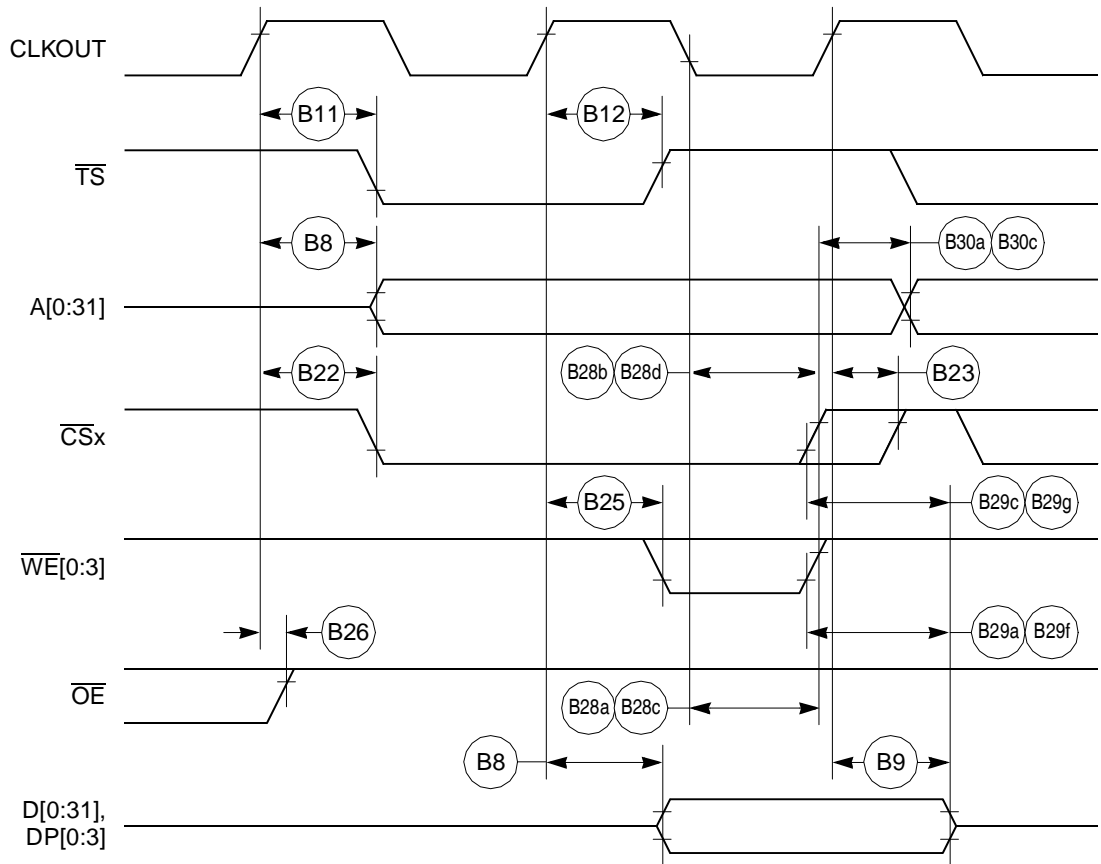 CLKOUT
B11
B12
TS
B8
B30a B30c
A[0:31]
B22
B28b B28d
B23
CSx
B25
B29c B29g
WE[0:3]
B26
B29a B29f
OE
B28a B28c
B8
B9
D[0:31],
DP[0:3]